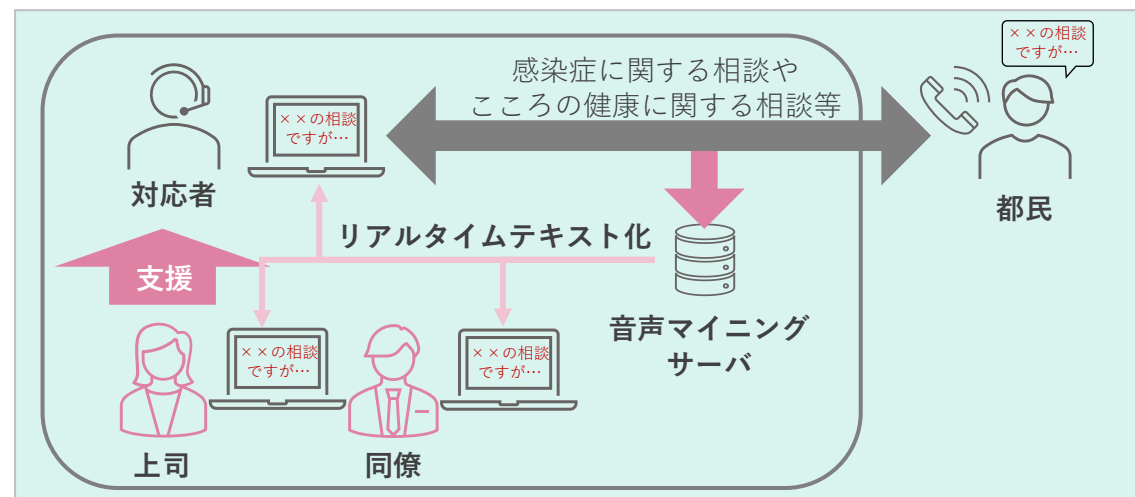 ××の相談
ですが…
感染症に関する相談や
こころの健康に関する相談等
××の相談
ですが…
対応者
都民
リアルタイムテキスト化
支援
音声マイニング
サーバ
××の相談
ですが…
××の相談
ですが…
上司
同僚